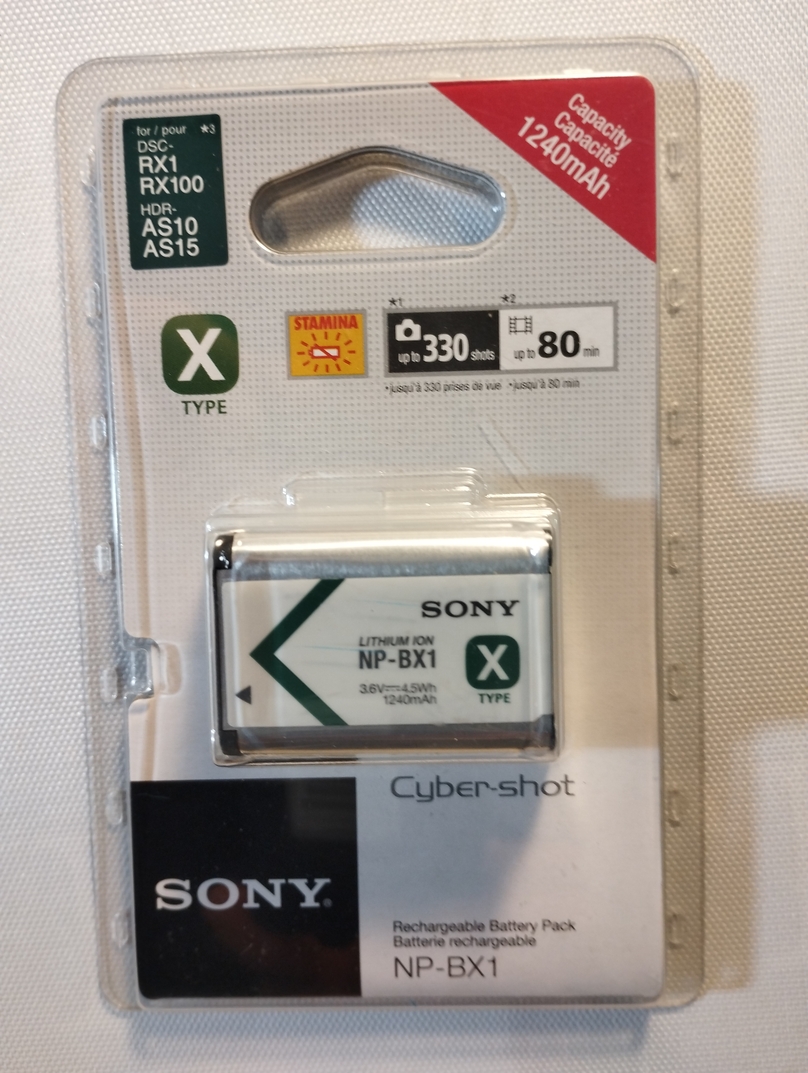 for / pour *3
DSC-
RX1
RX100
HDR-
AS10
AS15
Capacity
Capacité
1240mAh
X
TYPE
STAMINA
*1
up to 330 shots
*2
up to 80 min
•jusqu'à 330 prises de vue •jusqu'à 80 min
SONY
LITHIUM ION
NP-BX1
3.6V⎓4.5Wh
1240mAh
X
TYPE
Cyber-shot
SONY®
Rechargeable Battery Pack
Batterie rechargeable
NP-BX1